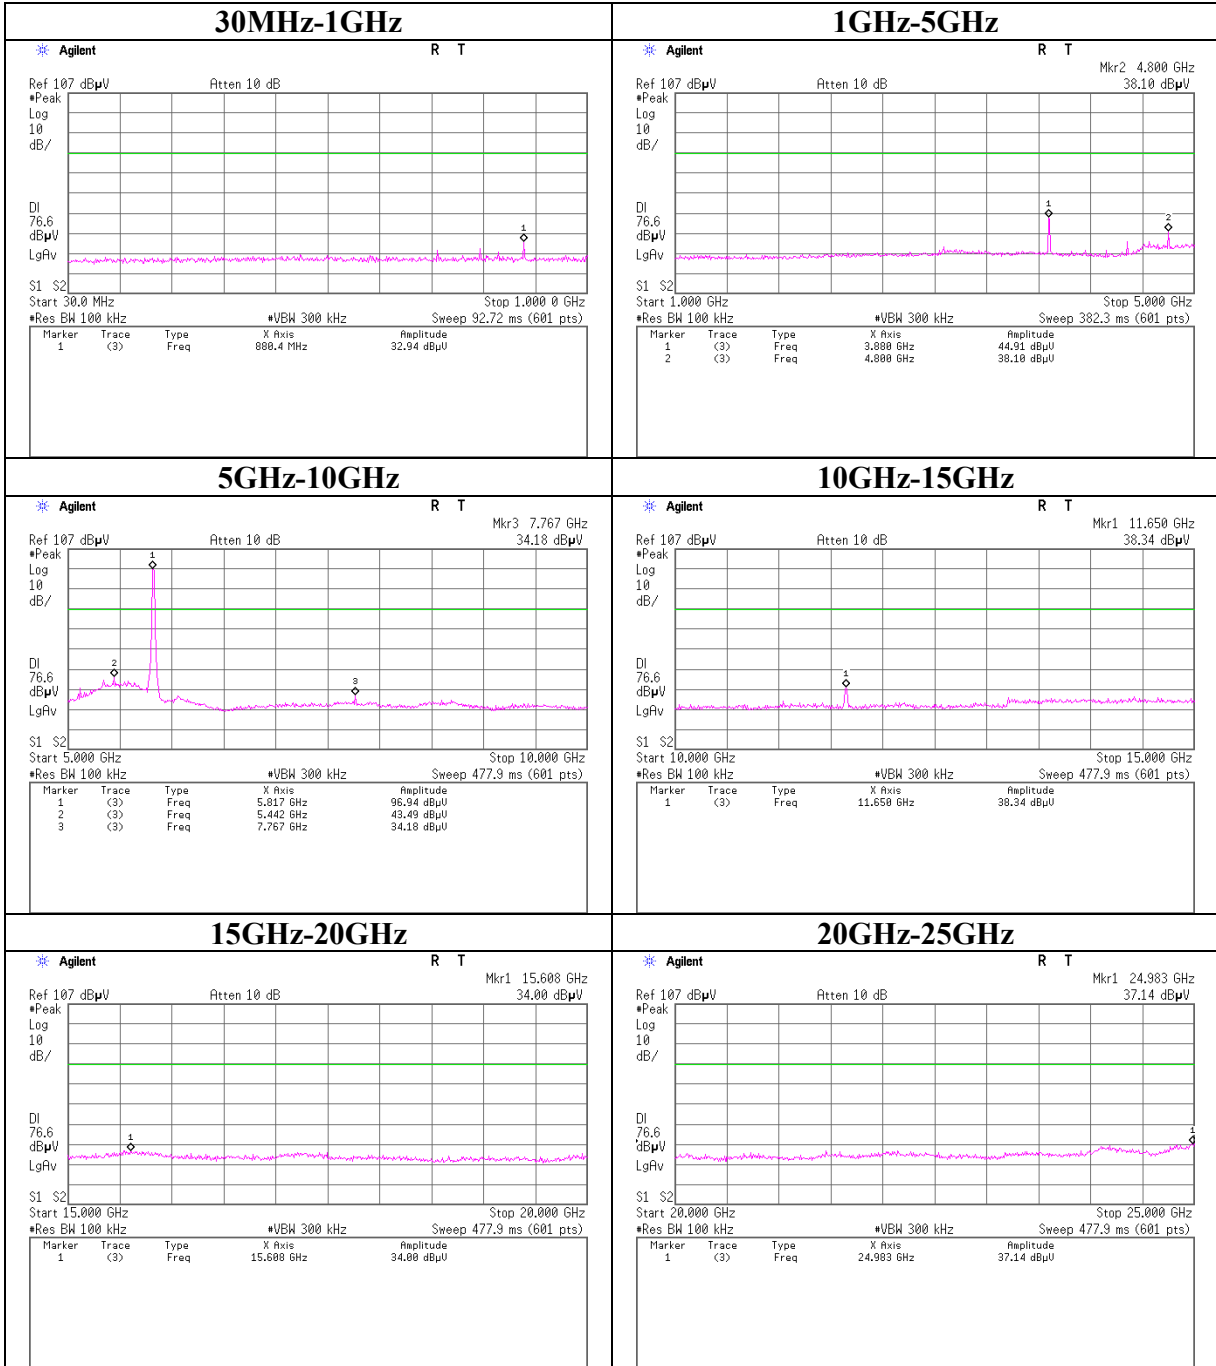 30MHz-1GHz
Agilent R T
Ref 107 dBµV Atten 10 dB
#Peak
Log
10
dB/
1
DI
76.6
dBµV
LgAv
S1 S2
Start 30.0 MHz Stop 1.000 0 GHz
#Res BW 100 kHz #VBW 300 kHz Sweep 92.72 ms (601 pts)
Marker Trace Type X Axis Amplitude
1 (3) Freq 880.4 MHz 32.94 dBµV
1GHz-5GHz
Agilent R T
Mkr2 4.800 GHz
Ref 107 dBµV Atten 10 dB 38.10 dBµV
#Peak
Log
10
dB/
1
2
DI
76.6
dBµV
LgAv
S1 S2
Start 1.000 GHz Stop 5.000 GHz
#Res BW 100 kHz #VBW 300 kHz Sweep 382.3 ms (601 pts)
Marker Trace Type X Axis Amplitude
1 (3) Freq 3.880 GHz 44.91 dBµV
2 (3) Freq 4.800 GHz 38.10 dBµV
5GHz-10GHz
Agilent R T
Mkr3 7.767 GHz
Ref 107 dBµV Atten 10 dB 34.18 dBµV
#Peak
1
Log
10
dB/
DI
2
76.6
3
dBµV
LgAv
S1 S2
Start 5.000 GHz Stop 10.000 GHz
#Res BW 100 kHz #VBW 300 kHz Sweep 477.9 ms (601 pts)
Marker Trace Type X Axis Amplitude
1 (3) Freq 5.817 GHz 96.94 dBµV
2 (3) Freq 5.442 GHz 43.49 dBµV
3 (3) Freq 7.767 GHz 34.18 dBµV
10GHz-15GHz
Agilent R T
Mkr1 11.650 GHz
Ref 107 dBµV Atten 10 dB 38.34 dBµV
#Peak
Log
10
dB/
DI
1
76.6
dBµV
LgAv
S1 S2
Start 10.000 GHz Stop 15.000 GHz
#Res BW 100 kHz #VBW 300 kHz Sweep 477.9 ms (601 pts)
Marker Trace Type X Axis Amplitude
1 (3) Freq 11.650 GHz 38.34 dBµV
15GHz-20GHz
Agilent R T
Mkr1 15.608 GHz
Ref 107 dBµV Atten 10 dB 34.00 dBµV
#Peak
Log
10
dB/
DI
76.6
1
dBµV
LgAv
S1 S2
Start 15.000 GHz Stop 20.000 GHz
#Res BW 100 kHz #VBW 300 kHz Sweep 477.9 ms (601 pts)
Marker Trace Type X Axis Amplitude
1 (3) Freq 15.608 GHz 34.00 dBµV
20GHz-25GHz
Agilent R T
Mkr1 24.983 GHz
Ref 107 dBµV Atten 10 dB 37.14 dBµV
#Peak
Log
10
dB/
DI
76.6
1
dBµV
LgAv
S1 S2
Start 20.000 GHz Stop 25.000 GHz
#Res BW 100 kHz #VBW 300 kHz Sweep 477.9 ms (601 pts)
Marker Trace Type X Axis Amplitude
1 (3) Freq 24.983 GHz 37.14 dBµV